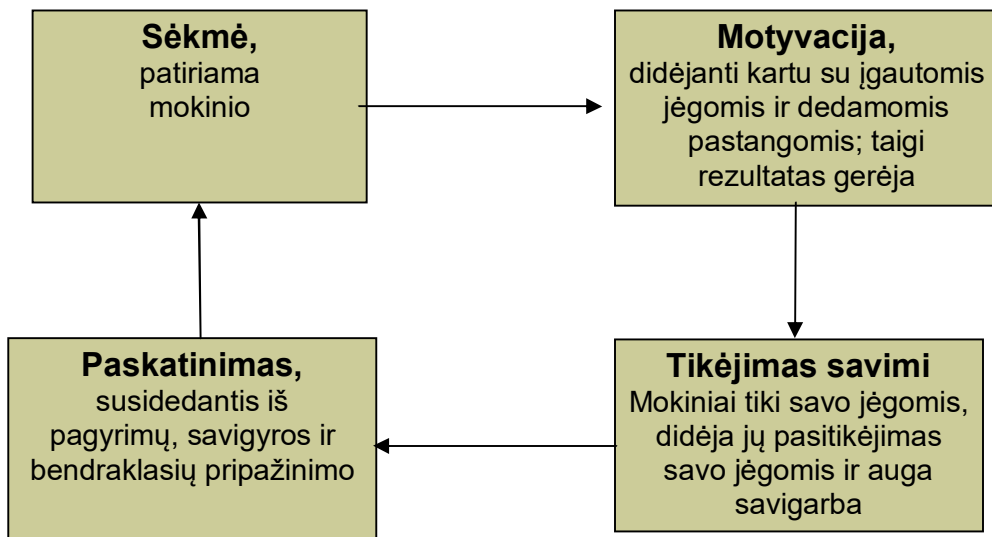 Sėkmė,
patiriama
mokinio
Motyvacija,
didėjanti kartu su įgautomis
jėgomis ir dedamomis
pastangomis; taigi
rezultatas gerėja
Paskatinimas,
susidedantis iš
pagyrimų, savigyros ir
bendraklasių pripažinimo
Tikėjimas savimi
Mokiniai tiki savo jėgomis,
didėja jų pasitikėjimas
savo jėgomis ir auga
savigarba